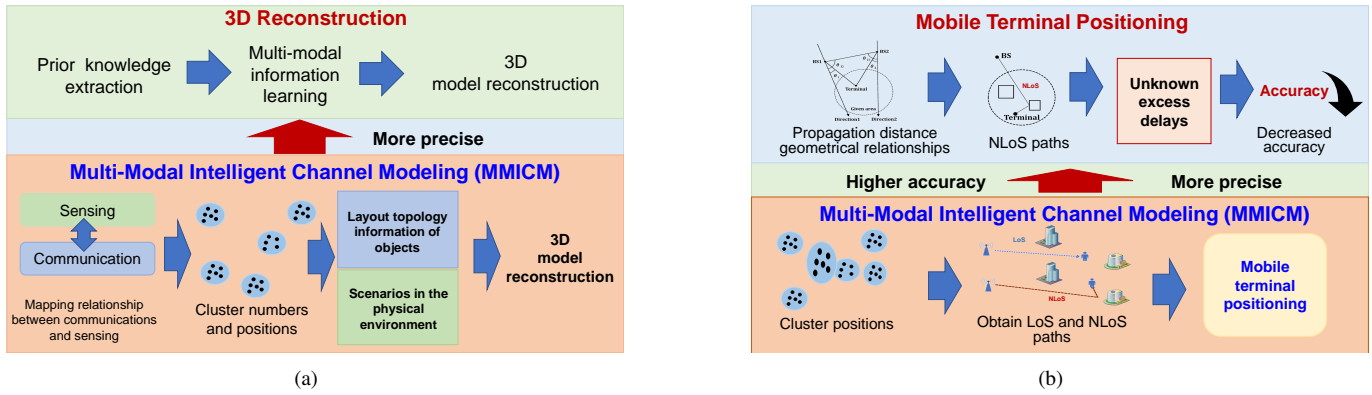 3D Reconstruction
Prior knowledge
extraction
Multi-modal
information
learning
3D
model reconstruction
More precise
Multi-Modal Intelligent Channel Modeling (MMICM)
Sensing
Communication
Mapping relationship
between communications
and sensing
Cluster numbers
and positions
Layout topology
information of
objects
Scenarios in the
physical
environment
3D
model
reconstruction
(a)
Mobile Terminal Positioning
BS1
BS2
Terminal
Given area
Direction1
Direction2
Propagation distance
geometrical relationships
BS
NLoS
Terminal
NLoS paths
Unknown
excess
delays
Accuracy
Decreased
accuracy
Higher accuracy
More precise
Multi-Modal Intelligent Channel Modeling (MMICM)
Cluster positions
LoS
NLoS
Obtain LoS and NLoS
paths
Mobile
terminal
positioning
(b)